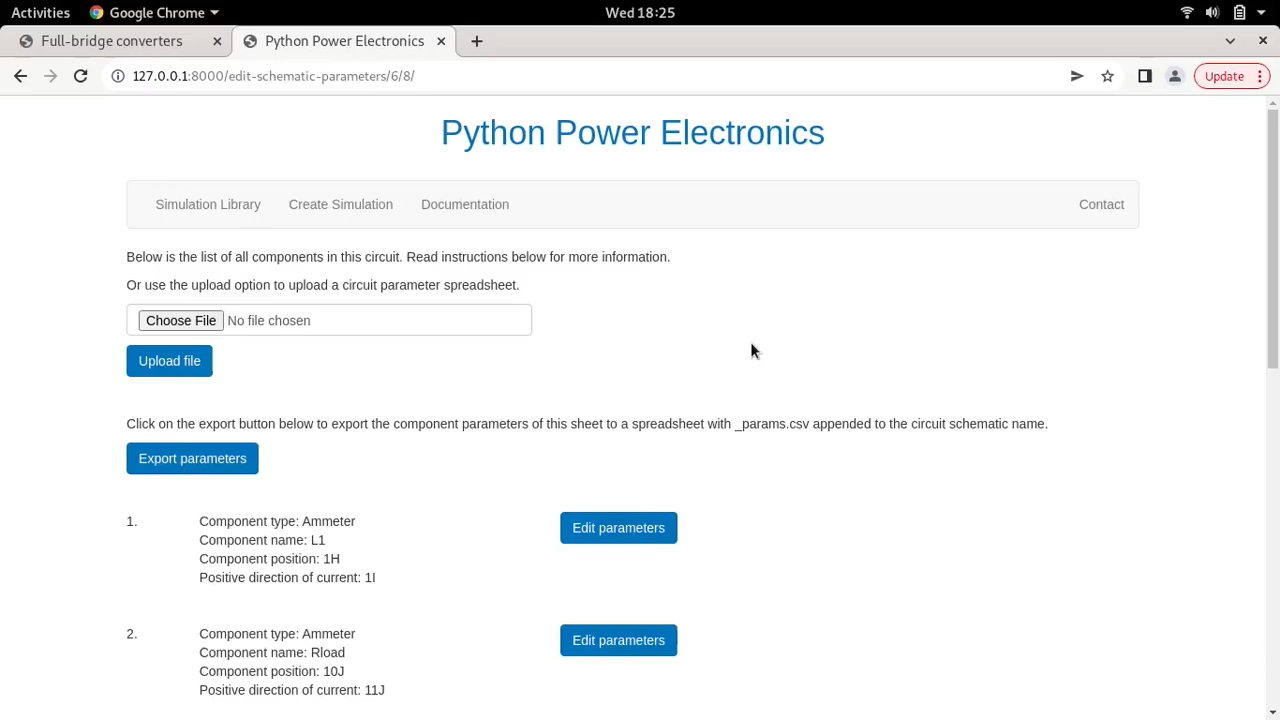 Activities
Google Chrome
Wed 18:25
Full-bridge converters
Python Power Electronics
127.0.0.1:8000/edit-schematic-parameters/6/8/
Update
Python Power Electronics
Simulation Library
Create Simulation
Documentation
Contact
Below is the list of all components in this circuit. Read instructions below for more information.
Or use the upload option to upload a circuit parameter spreadsheet.
Choose File No file chosen
Upload file
Click on the export button below to export the component parameters of this sheet to a spreadsheet with _params.csv appended to the circuit schematic name.
Export parameters
1.
Component type: Ammeter
Component name: L1
Component position: 1H
Positive direction of current: 1I
Edit parameters
2.
Component type: Ammeter
Component name: Rload
Component position: 10J
Positive direction of current: 11J
Edit parameters